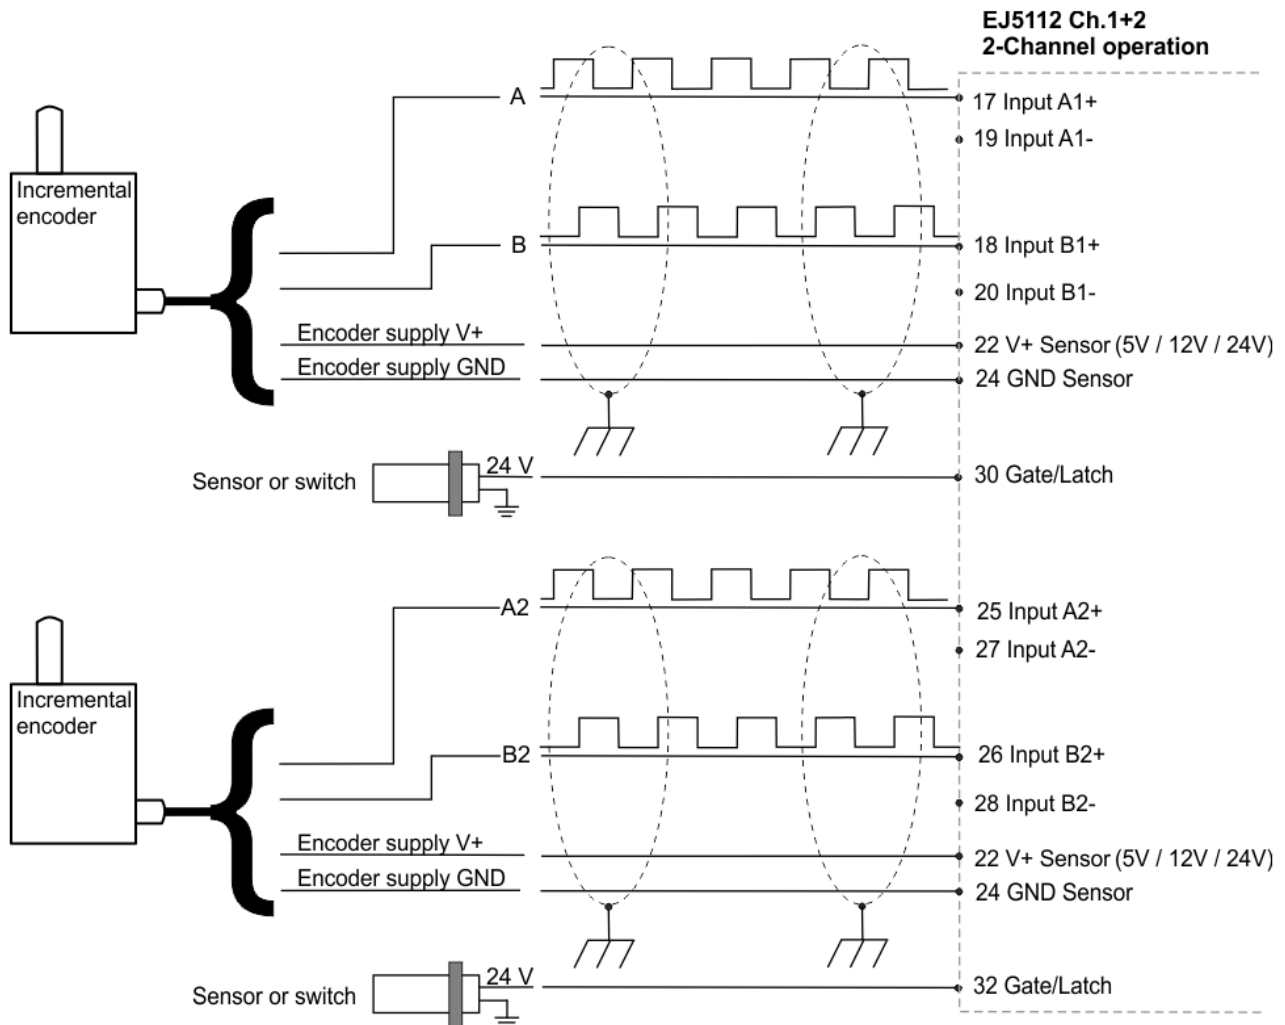 EJ5112 Ch.1+2
2-Channel operation
A
17 Input A1+
19 Input A1-
Incremental
encoder
B
18 Input B1+
20 Input B1-
Encoder supply V+
22 V+ Sensor (5V / 12V / 24V)
Encoder supply GND
24 GND Sensor
Sensor or switch
24 V
30 Gate/Latch
A2
25 Input A2+
27 Input A2-
Incremental
encoder
B2
26 Input B2+
28 Input B2-
Encoder supply V+
22 V+ Sensor (5V / 12V / 24V)
Encoder supply GND
24 GND Sensor
Sensor or switch
24 V
32 Gate/Latch